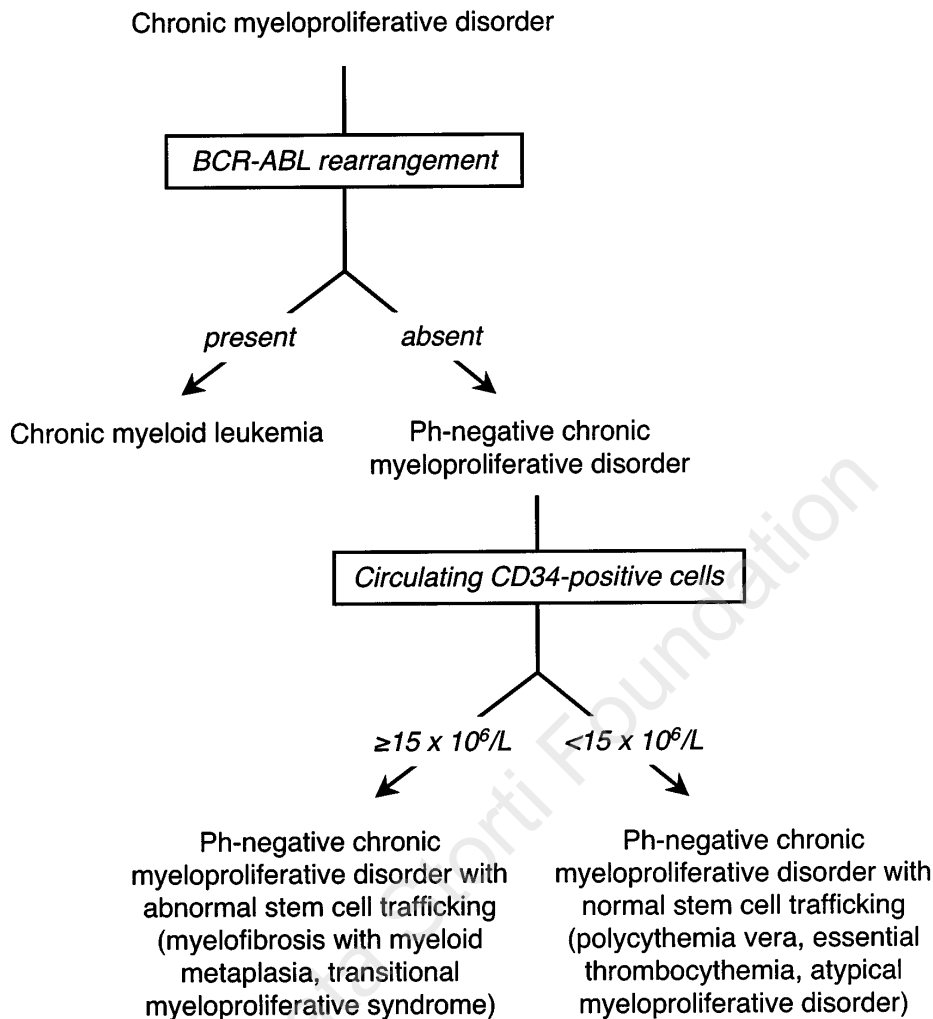 Chronic myeloproliferative disorder
BCR-ABL rearrangement
present
absent
Chronic myeloid leukemia
Ph-negative chronic
myeloproliferative disorder
Circulating CD34-positive cells
≥15 x 10⁶/L
<15 x 10⁶/L
Ph-negative chronic
myeloproliferative disorder with
abnormal stem cell trafficking
(myelofibrosis with myeloid
metaplasia, transitional
myeloproliferative syndrome)
Ph-negative chronic
myeloproliferative disorder with
normal stem cell trafficking
(polycythemia vera, essential
thrombocythemia, atypical
myeloproliferative disorder)
Storti Foundation